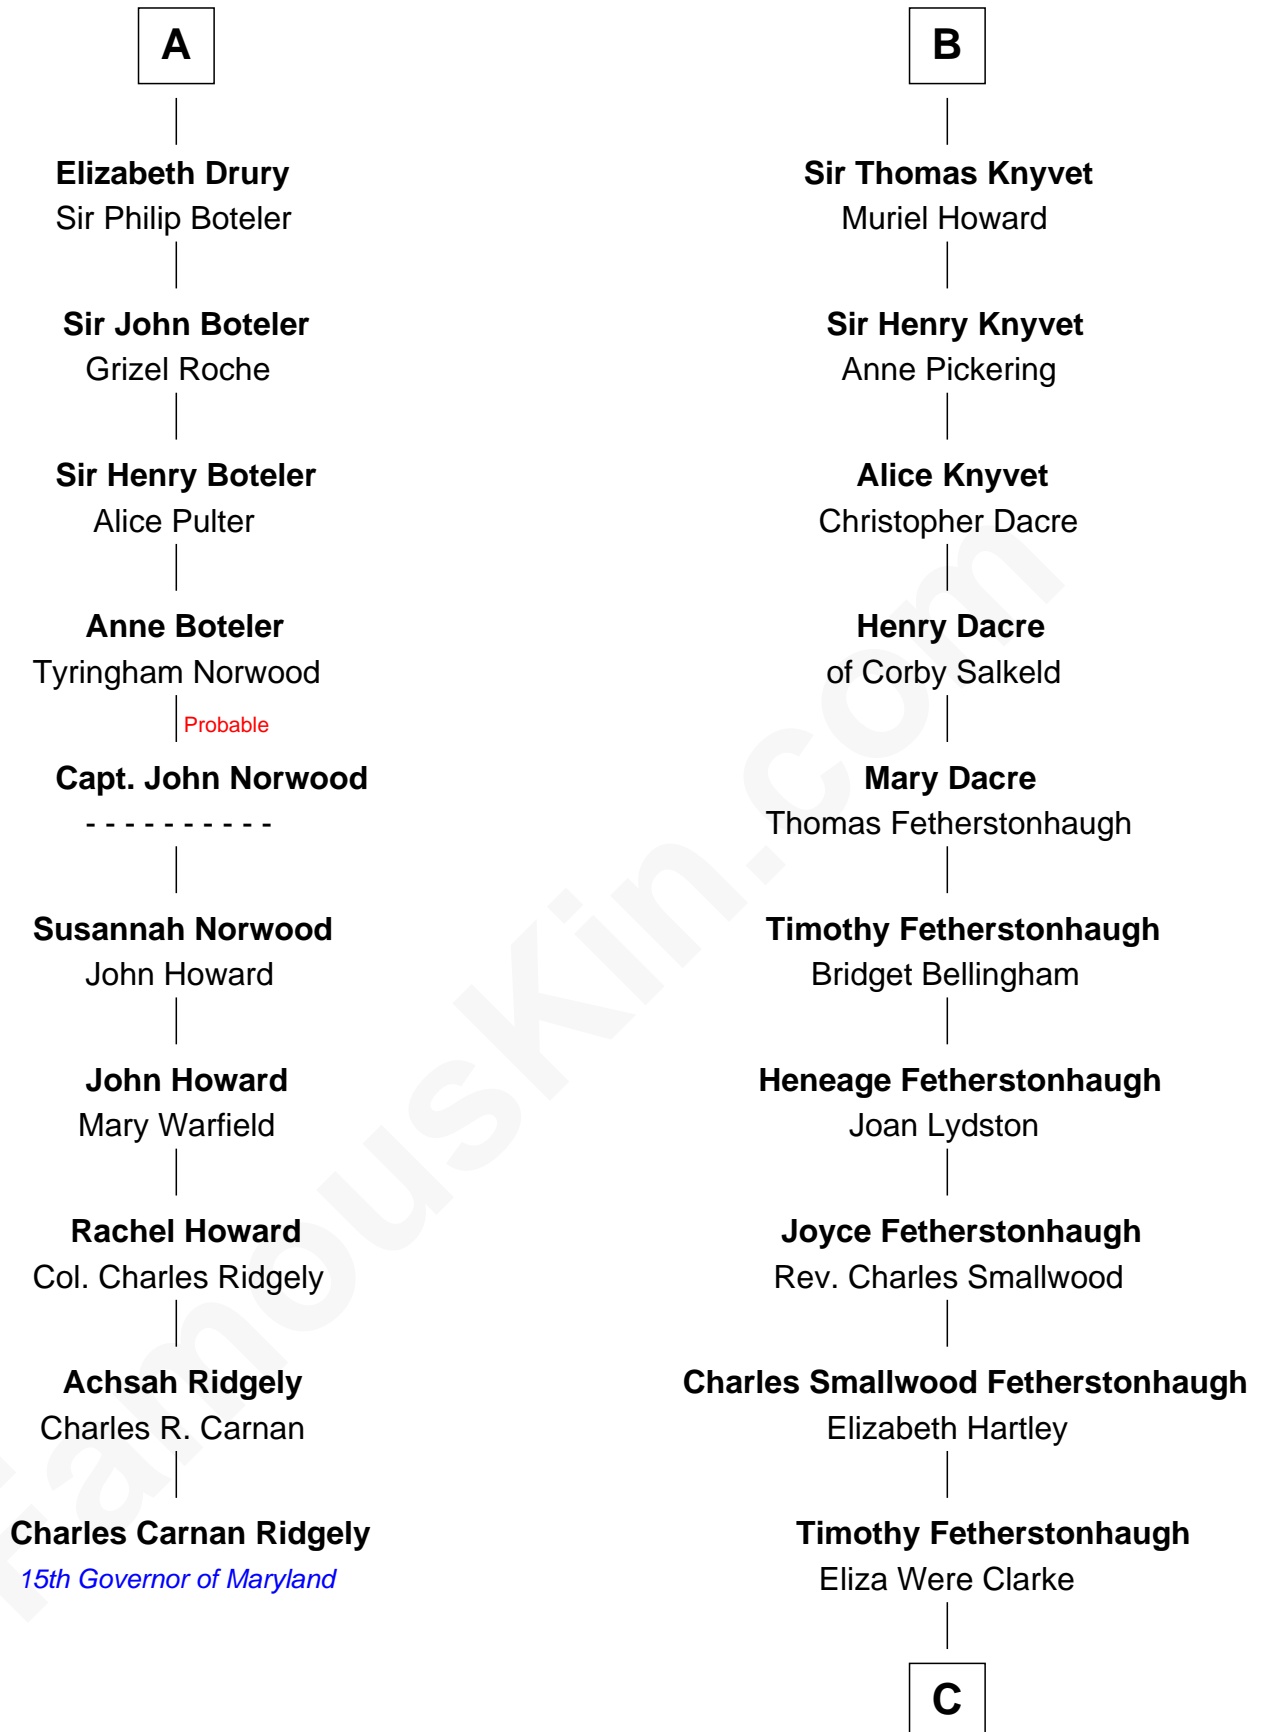 A
Elizabeth Drury
Sir Philip Boteler
Sir John Boteler
Grizel Roche
Sir Henry Boteler
Alice Pulter
Anne Boteler
Tyringham Norwood
Probable
Capt. John Norwood
- - - - - - - - - -
Susannah Norwood
John Howard
John Howard
Mary Warfield
Rachel Howard
Col. Charles Ridgely
Achsah Ridgely
Charles R. Carnan
Charles Carnan Ridgely
15th Governor of Maryland
B
Sir Thomas Knyvet
Muriel Howard
Sir Henry Knyvet
Anne Pickering
Alice Knyvet
Christopher Dacre
Henry Dacre
of Corby Salkeld
Mary Dacre
Thomas Fetherstonhaugh
Timothy Fetherstonhaugh
Bridget Bellingham
Heneage Fetherstonhaugh
Joan Lydston
Joyce Fetherstonhaugh
Rev. Charles Smallwood
Charles Smallwood Fetherstonhaugh
Elizabeth Hartley
Timothy Fetherstonhaugh
Eliza Were Clarke
C
FamousKin.com